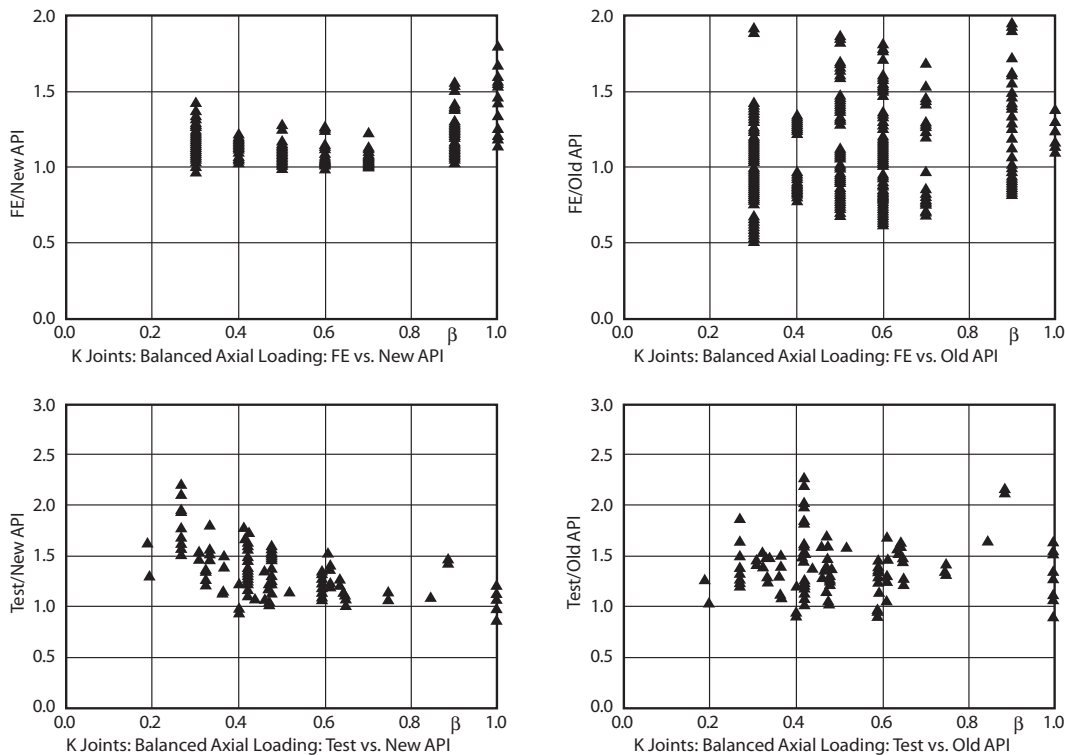 2.0
1.5
1.0
0.5
0.0
FE/New API
0.0 0.2 0.4 0.6 0.8 β 1.0
K Joints: Balanced Axial Loading: FE vs. New API
2.0
1.5
1.0
0.5
0.0
FE/Old API
0.0 0.2 0.4 0.6 0.8 β 1.0
K Joints: Balanced Axial Loading: FE vs. Old API
3.0
2.5
2.0
1.5
1.0
0.5
0.0
Test/New API
0.0 0.2 0.4 0.6 0.8 β 1.0
K Joints: Balanced Axial Loading: Test vs. New API
3.0
2.5
2.0
1.5
1.0
0.5
0.0
Test/Old API
0.0 0.2 0.4 0.6 0.8 β 1.0
K Joints: Balanced Axial Loading: Test vs. Old API